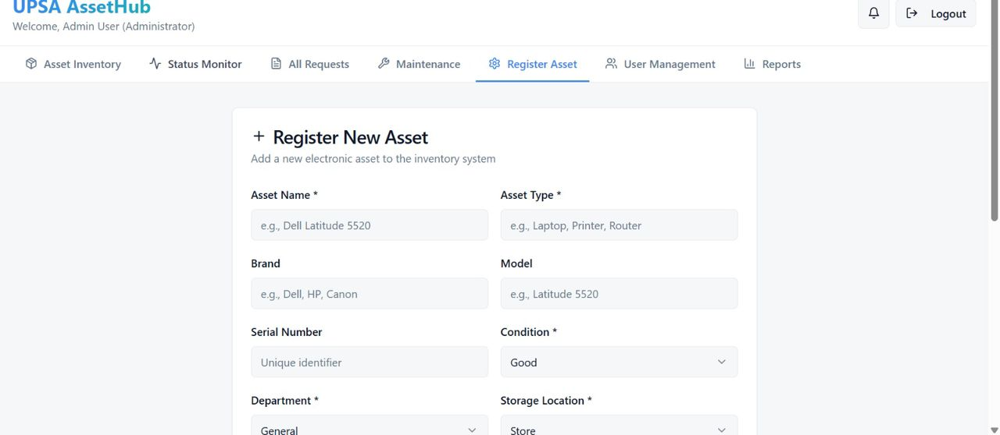 UPSA AssetHub
Logout
Welcome, Admin User (Administrator)
Asset Inventory Status Monitor All Requests Maintenance Register Asset User Management Reports
+ Register New Asset
Add a new electronic asset to the inventory system
Asset Name * Asset Type *
e.g., Dell Latitude 5520 e.g., Laptop, Printer, Router
Brand Model
e.g., Dell, HP, Canon e.g., Latitude 5520
Serial Number Condition *
Unique identifier Good
Department * Storage Location *
General Store